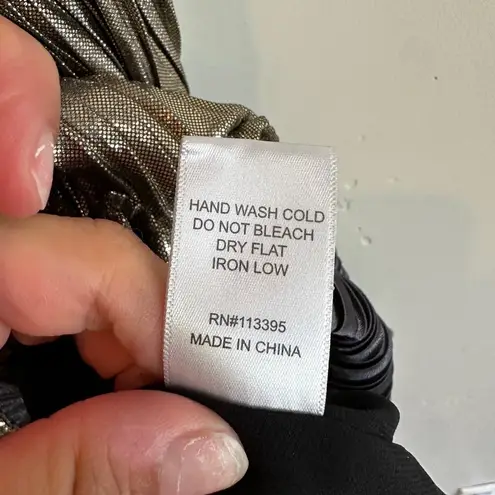 HAND WASH COLD
DO NOT BLEACH
DRY FLAT
IRON LOW
RN#113395
MADE IN CHINA